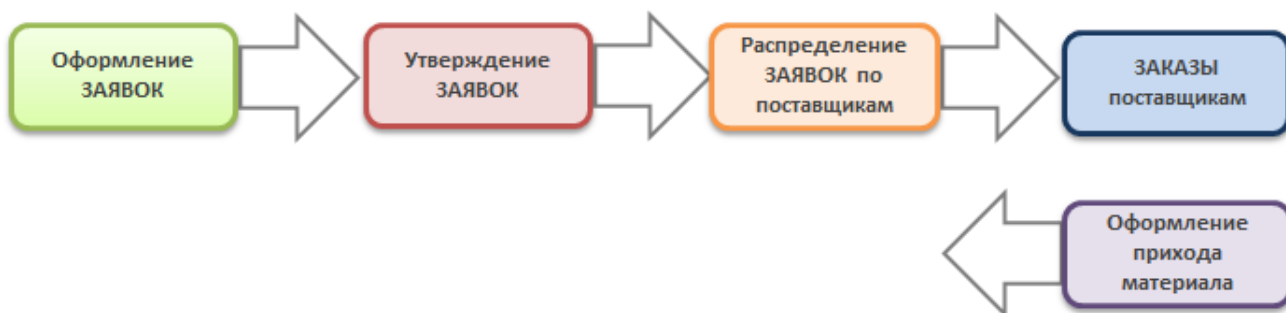 Оформление
ЗАЯВОК
Утверждение
ЗАЯВОК
Распределение
ЗАЯВОК по
поставщикам
ЗАКАЗЫ
поставщикам
Оформление
прихода
материала